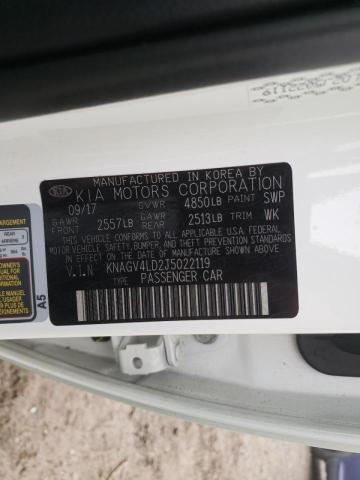 MANUFACTURED IN KOREA BY
KIA
KIA MOTORS CORPORATION
09/17 GVWR 4850LB PAINT SWP
GAWR FRONT 2557LB GAWR 2513LB TRIM WK
THIS VEHICLE CONFORMS TO ALL APPLICABLE U.S.A. FEDERAL
MOTOR VEHICLE SAFETY, BUMPER, AND THEFT PREVENTION
STANDARDS IN EFFECT ON THE DATE OF MANUFACTURE
SHOWN ABOVE.
V.I.N KNAGV4LD2J5022119
TYPE PASSENGER CAR
A5
REAR